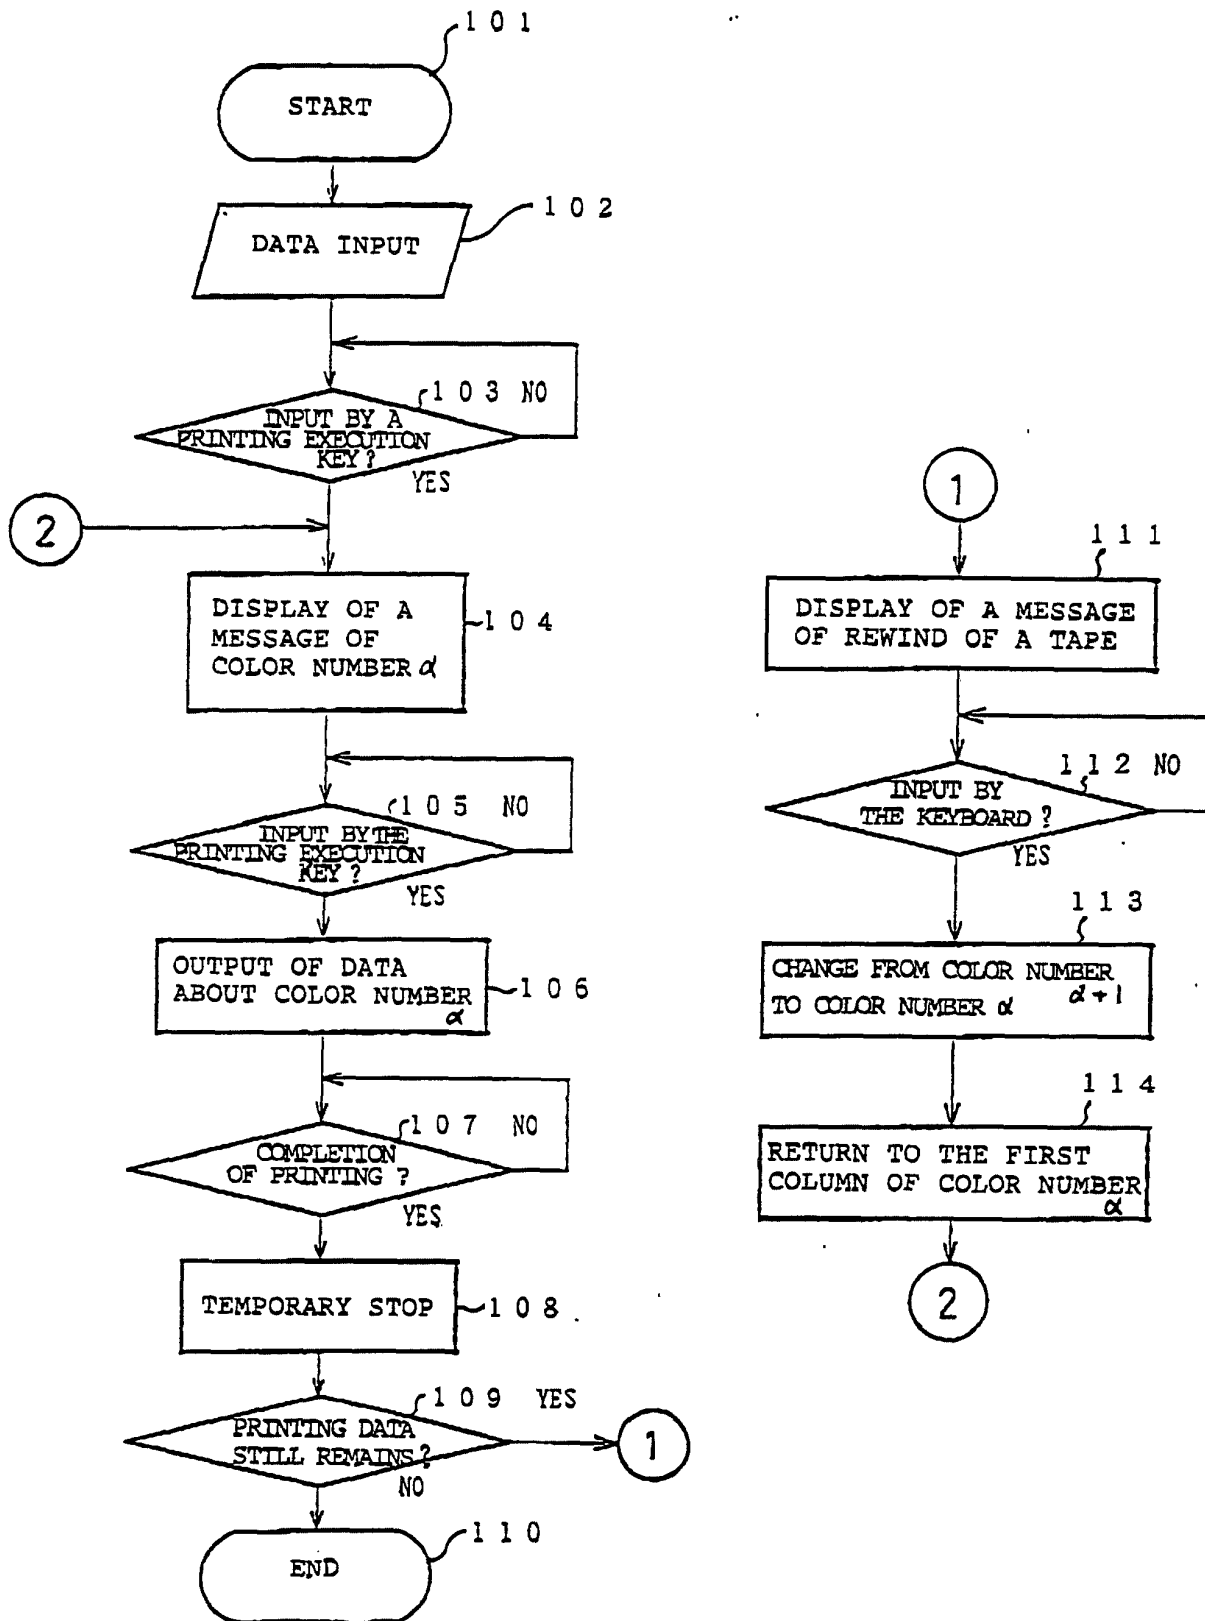 101
START
102
DATA INPUT
103 NO
INPUT BY A
PRINTING EXECUTION
KEY?
YES
2
DISPLAY OF A
MESSAGE OF
COLOR NUMBER α
104
105 NO
INPUT BY THE
PRINTING EXECUTION
KEY?
YES
OUTPUT OF DATA
ABOUT COLOR NUMBER
α
106
107 NO
COMPLETION
OF PRINTING?
YES
TEMPORARY STOP
108
109 YES
PRINTING DATA
STILL REMAINS?
NO
1
110
END
1
111
DISPLAY OF A MESSAGE
OF REWIND OF A TAPE
112 NO
INPUT BY
THE KEYBOARD?
YES
113
CHANGE FROM COLOR NUMBER
α+1
TO COLOR NUMBER α
114
RETURN TO THE FIRST
COLUMN OF COLOR NUMBER
α
2